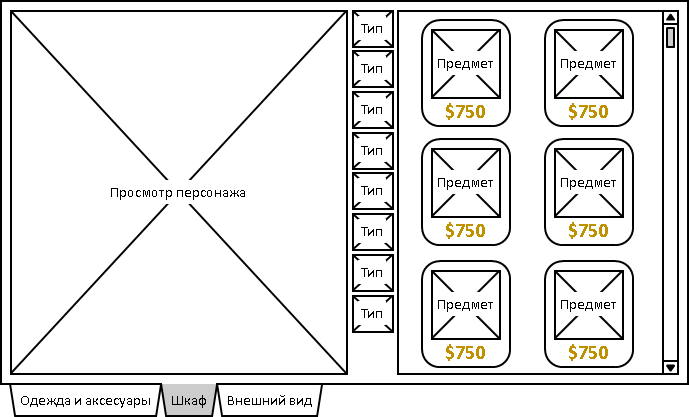 Просмотр персонажа
Тип
Тип
Тип
Тип
Тип
Тип
Тип
Тип
Предмет
$750
Предмет
$750
Предмет
$750
Предмет
$750
Предмет
$750
Предмет
$750
Одежда и аксесуары
Шкаф
Внешний вид